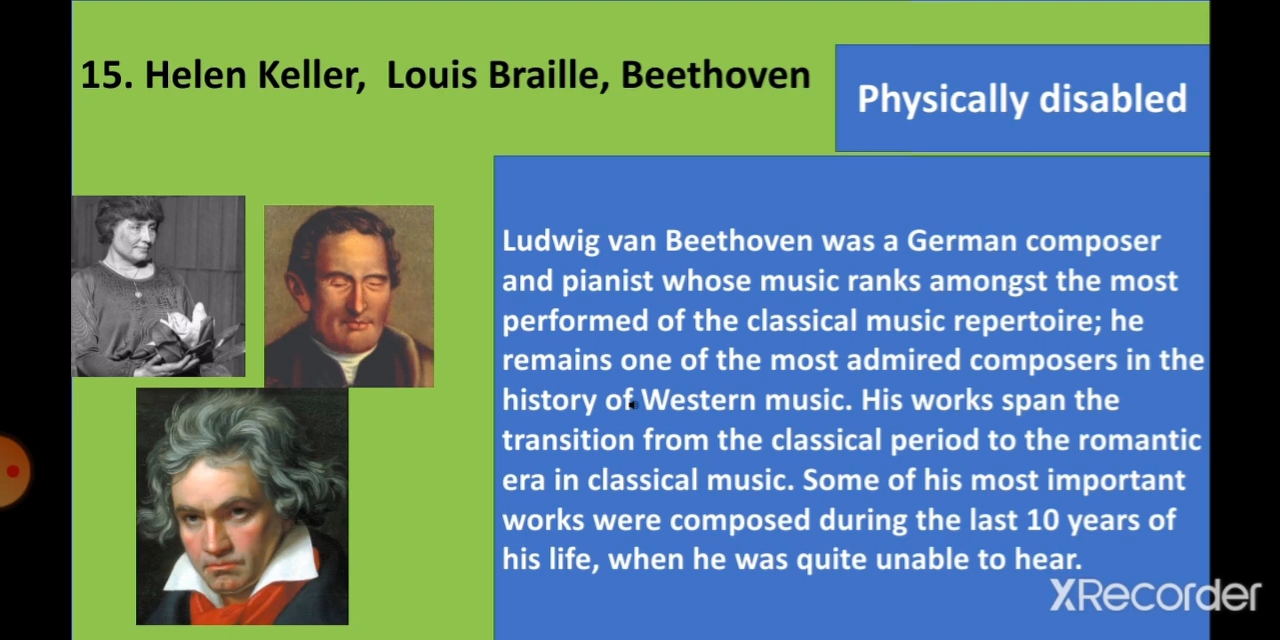 15. Helen Keller,  Louis Braille, Beethoven
Physically disabled
Ludwig van Beethoven was a German composer
and pianist whose music ranks amongst the most
performed of the classical music repertoire; he
remains one of the most admired composers in the
history of Western music. His works span the
transition from the classical period to the romantic
era in classical music. Some of his most important
works were composed during the last 10 years of
his life, when he was quite unable to hear.
XRecorder